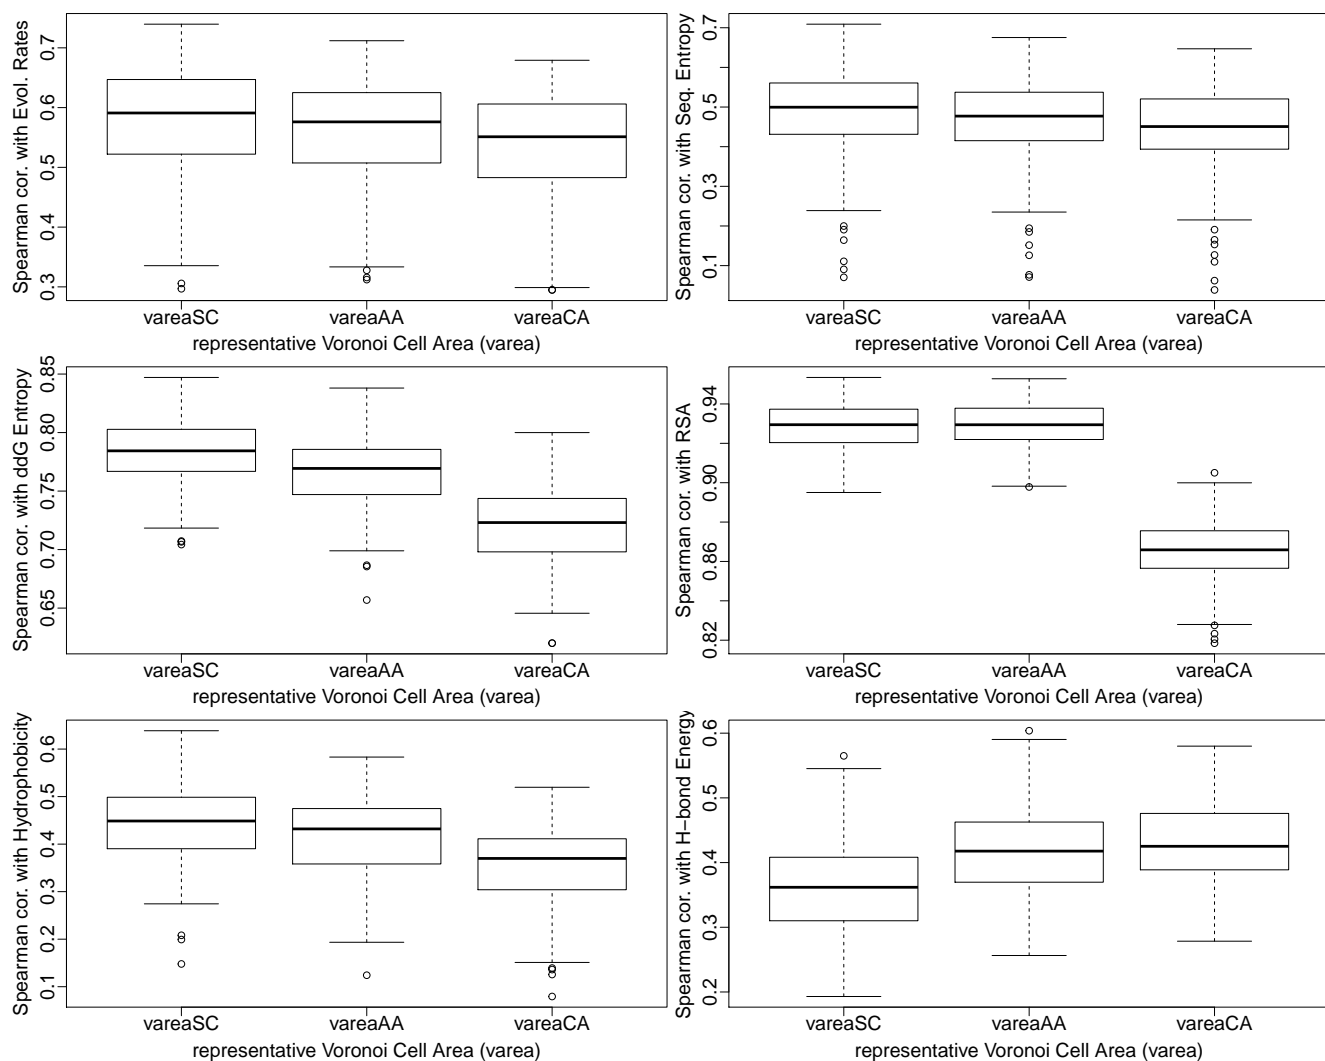 Spearman cor. with Evol. Rates
0.7
0.6
0.5
0.4
0.3
vareaSC vareaAA vareaCA
representative Voronoi Cell Area (varea)
Spearman cor. with Seq. Entropy
0.7
0.5
0.3
0.1
vareaSC vareaAA vareaCA
representative Voronoi Cell Area (varea)
Spearman cor. with ddG Entropy
0.85
0.80
0.75
0.70
0.65
vareaSC vareaAA vareaCA
representative Voronoi Cell Area (varea)
Spearman cor. with RSA
0.94
0.90
0.86
0.82
vareaSC vareaAA vareaCA
representative Voronoi Cell Area (varea)
Spearman cor. with Hydrophobicity
0.6
0.5
0.4
0.3
0.2
0.1
vareaSC vareaAA vareaCA
representative Voronoi Cell Area (varea)
Spearman cor. with H−bond Energy
0.6
0.5
0.4
0.3
0.2
vareaSC vareaAA vareaCA
representative Voronoi Cell Area (varea)